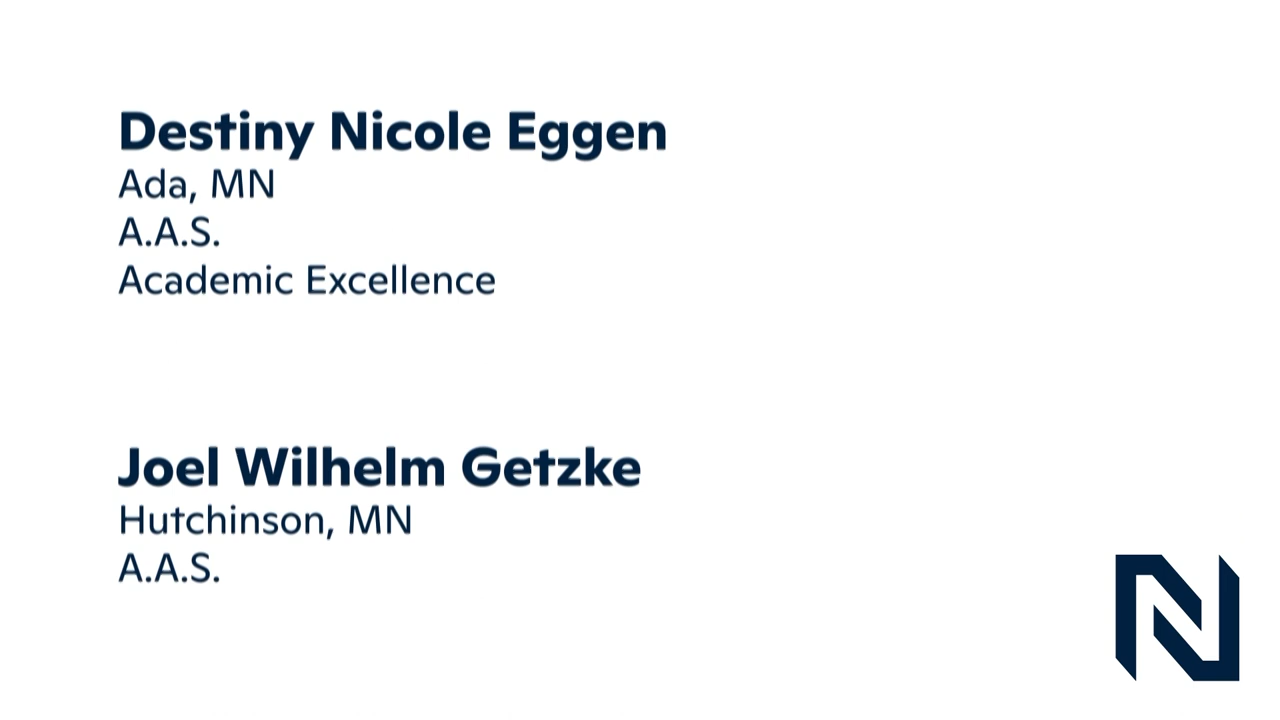 Destiny Nicole Eggen
Ada, MN
A.A.S.
Academic Excellence
Joel Wilhelm Getzke
Hutchinson, MN
A.A.S.
N